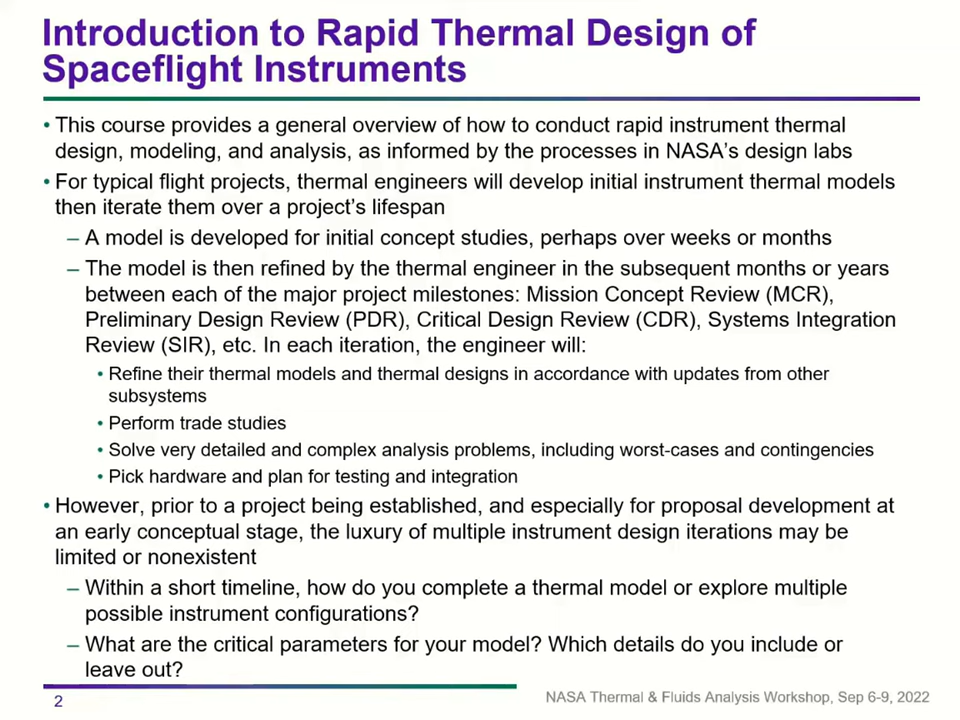 Introduction to Rapid Thermal Design of
Spaceflight Instruments
• This course provides a general overview of how to conduct rapid instrument thermal
design, modeling, and analysis, as informed by the processes in NASA's design labs
• For typical flight projects, thermal engineers will develop initial instrument thermal models
then iterate them over a project's lifespan
– A model is developed for initial concept studies, perhaps over weeks or months
– The model is then refined by the thermal engineer in the subsequent months or years
between each of the major project milestones: Mission Concept Review (MCR),
Preliminary Design Review (PDR), Critical Design Review (CDR), Systems Integration
Review (SIR), etc. In each iteration, the engineer will:
• Refine their thermal models and thermal designs in accordance with updates from other
subsystems
• Perform trade studies
• Solve very detailed and complex analysis problems, including worst-cases and contingencies
• Pick hardware and plan for testing and integration
• However, prior to a project being established, and especially for proposal development at
an early conceptual stage, the luxury of multiple instrument design iterations may be
limited or nonexistent
– Within a short timeline, how do you complete a thermal model or explore multiple
possible instrument configurations?
– What are the critical parameters for your model? Which details do you include or
leave out?
2
NASA Thermal & Fluids Analysis Workshop, Sep 6-9, 2022